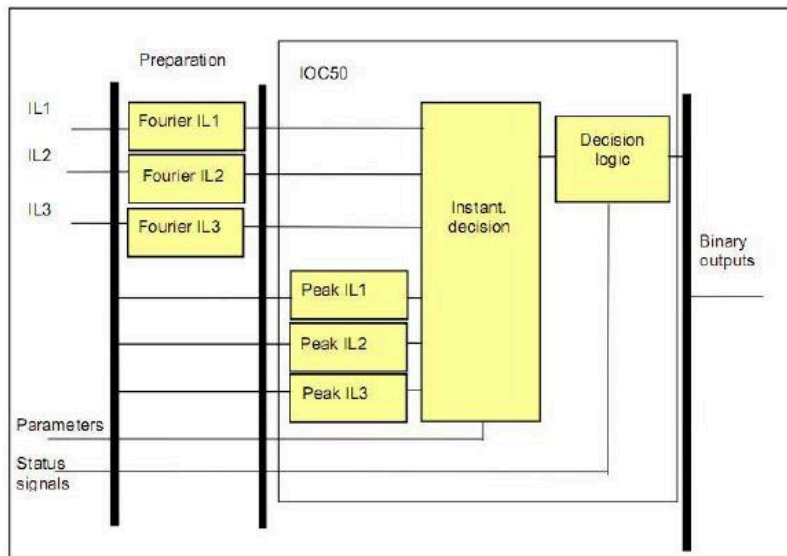 Preparation
IOC50
IL1
Fourier IL1
IL2
Fourier IL2
IL3
Fourier IL3
Instant.
decision
Decision
logic
Binary
outputs
Peak IL1
Peak IL2
Peak IL3
Parameters
Status
signals